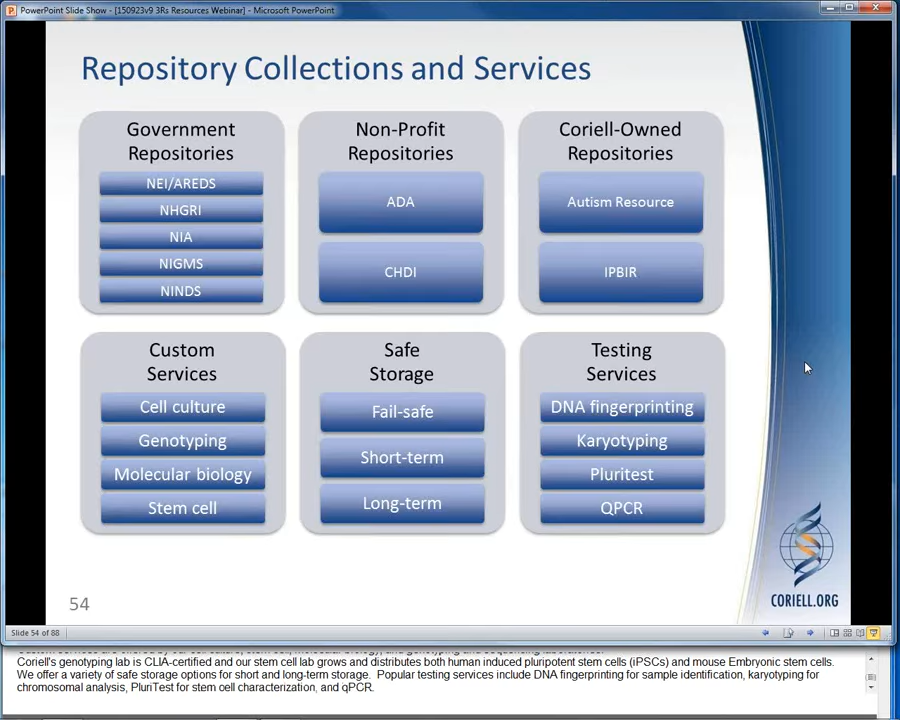 PowerPoint Slide Show - [150923v9 3Rs Resources Webinar] - Microsoft PowerPoint
Repository Collections and Services
Government
Repositories
NEI/AREDS
NHGRI
NIA
NIGMS
NINDS
Non-Profit
Repositories
ADA
CHDI
Coriell-Owned
Repositories
Autism Resource
IPBIR
Custom
Services
Cell culture
Genotyping
Molecular biology
Stem cell
Safe
Storage
Fail-safe
Short-term
Long-term
Testing
Services
DNA fingerprinting
Karyotyping
Pluritest
QPCR
54
CORIELL.ORG
Slide 54 of 88
Coriell's genotyping lab is CLIA-certified and our stem cell lab grows and distributes both human induced pluripotent stem cells (iPSCs) and mouse Embryonic stem cells.
We offer a variety of safe storage options for short and long-term storage.  Popular testing services include DNA fingerprinting for sample identification, karyotyping for
chromosomal analysis, PluriTest for stem cell characterization, and qPCR.